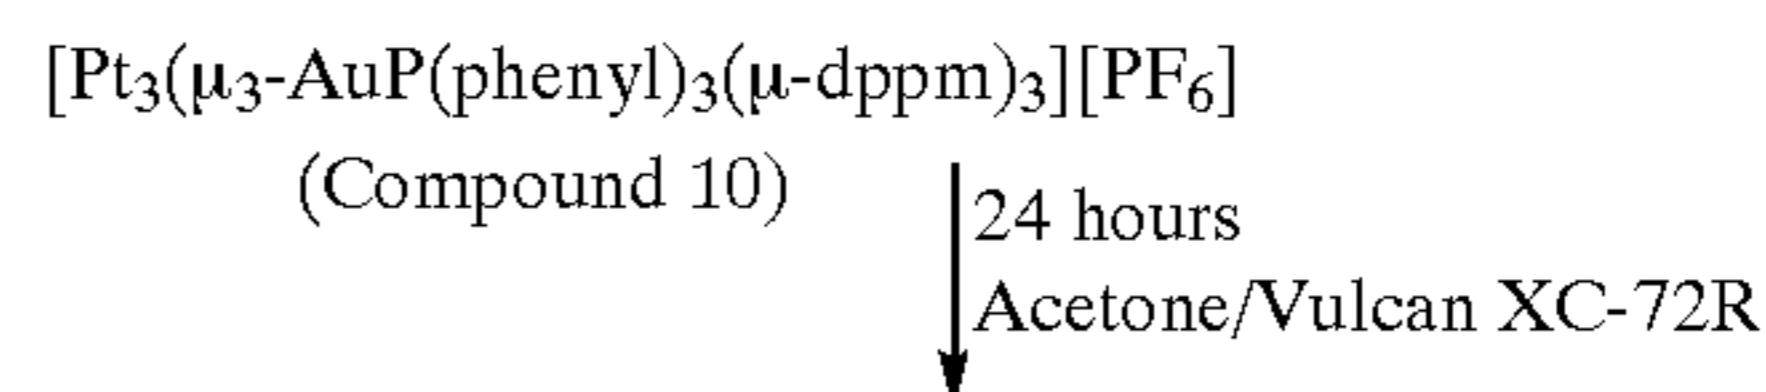 [Pt₃(μ₃-AuP(phenyl)₃(μ-dppm)₃][PF₆]
(Compound 10)
24 hours
Acetone/Vulcan XC-72R